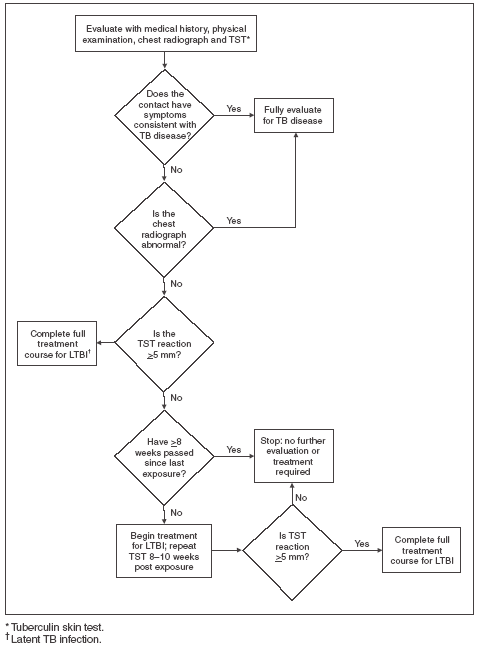 Evaluate with medical history, physical
examination, chest radiograph and TST*
Does the
contact have
symptoms
consistent with
TB disease?
Yes
Fully evaluate
for TB disease
No
Is the
chest
radiograph
abnormal?
Yes
No
Complete full
treatment
course for LTBI†
Is the
TST reaction
≥5 mm?
No
Have ≥8
weeks passed
since last
exposure?
Yes
Stop: no further
evaluation or
treatment
required
No
No
Begin treatment
for LTBI; repeat
TST 8–10 weeks
post exposure
Is TST
reaction
≥5 mm?
Yes
Complete full
treatment
course for LTBI
* Tuberculin skin test.
† Latent TB infection.